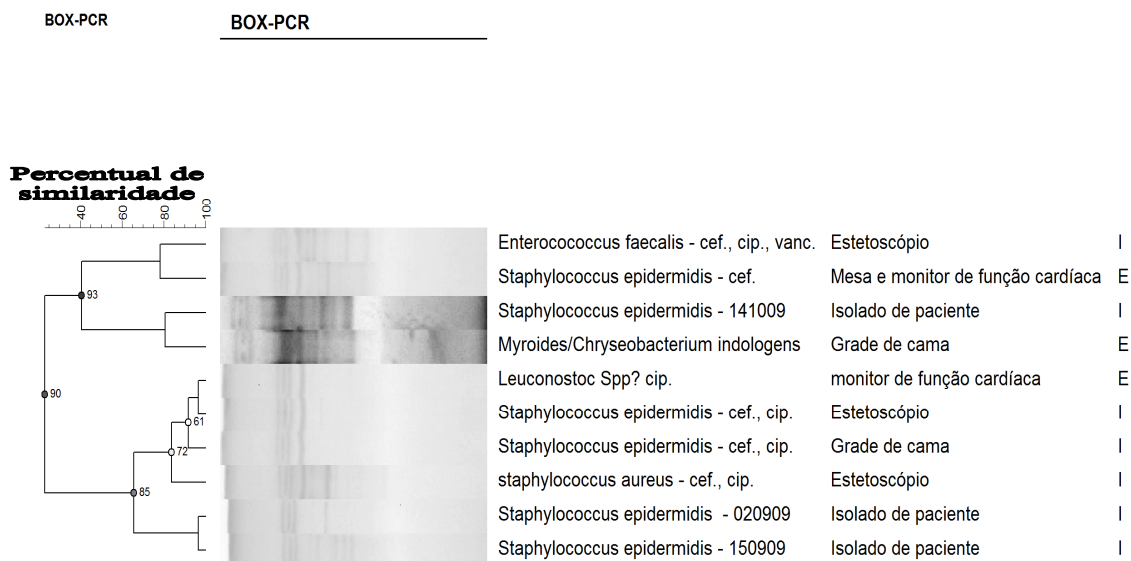 BOX-PCR
BOX-PCR
Percentual de
similaridade
40
60
80
100
Enterocococcus faecalis - cef., cip., vanc. Estetoscópio I
Staphylococcus epidermidis - cef. Mesa e monitor de função cardíaca E
93
Staphylococcus epidermidis - 141009 Isolado de paciente I
Myroides/Chryseobacterium indologens Grade de cama E
Leuconostoc Spp? cip. monitor de função cardíaca E
90
Staphylococcus epidermidis - cef., cip. Estetoscópio I
61
Staphylococcus epidermidis - cef., cip. Grade de cama I
72
staphylococcus aureus - cef., cip. Estetoscópio I
85
Staphylococcus epidermidis - 020909 Isolado de paciente I
Staphylococcus epidermidis - 150909 Isolado de paciente I